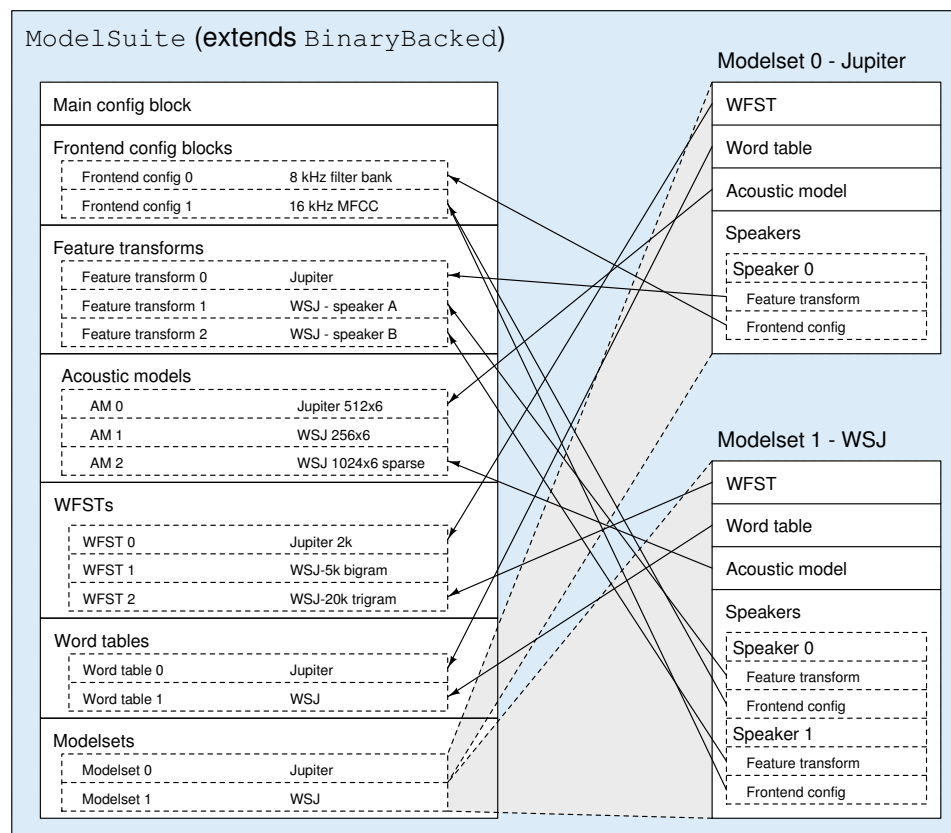 ModelSuite (extends BinaryBacked)
Main config block
Frontend config blocks
Frontend config 0 8 kHz filter bank
Frontend config 1 16 kHz MFCC
Feature transforms
Feature transform 0 Jupiter
Feature transform 1 WSJ - speaker A
Feature transform 2 WSJ - speaker B
Acoustic models
AM 0 Jupiter 512x6
AM 1 WSJ 256x6
AM 2 WSJ 1024x6 sparse
WFSTs
WFST 0 Jupiter 2k
WFST 1 WSJ-5k bigram
WFST 2 WSJ-20k trigram
Word tables
Word table 0 Jupiter
Word table 1 WSJ
Modelsets
Modelset 0 Jupiter
Modelset 1 WSJ
Modelset 0 - Jupiter
WFST
Word table
Acoustic model
Speakers
Speaker 0
Feature transform
Frontend config
Modelset 1 - WSJ
WFST
Word table
Acoustic model
Speakers
Speaker 0
Feature transform
Frontend config
Speaker 1
Feature transform
Frontend config